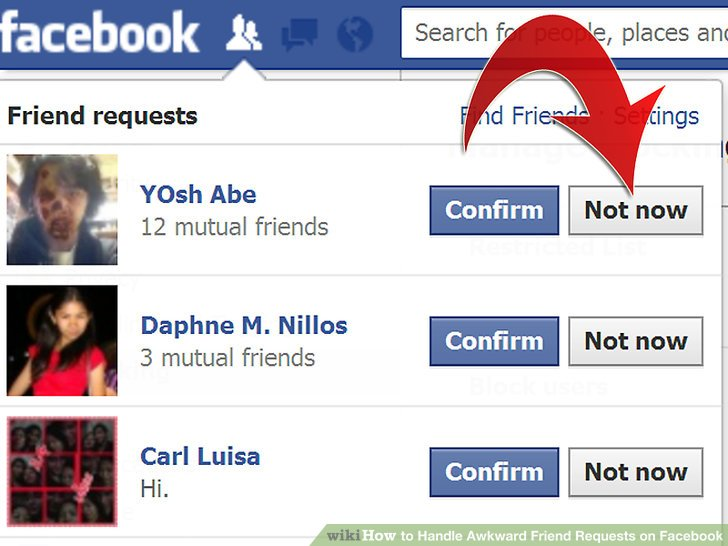 facebook
Search for people, places and
Friend requests
Find Friends · Settings
YOsh Abe
12 mutual friends
Confirm
Not now
Restricted List
Daphne M. Nillos
3 mutual friends
Confirm
Not now
Block users
Carl Luisa
Hi.
Confirm
Not now
wikiHow to Handle Awkward Friend Requests on Facebook